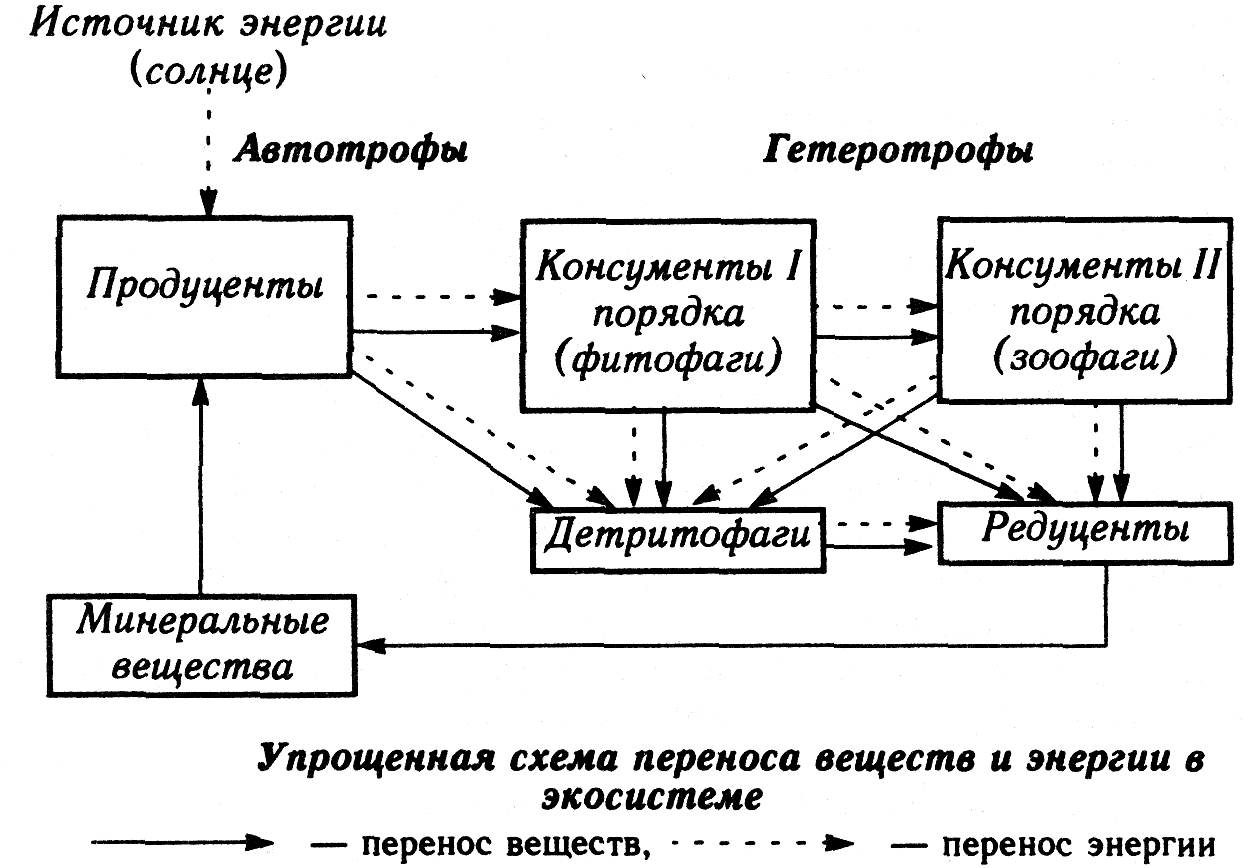 Источник энергии
(солнце)
Автотрофы
Гетеротрофы
Продуценты
Консументы I
порядка
(фитофаги)
Консументы II
порядка
(зоофаги)
Детритофаги
Редуценты
Минеральные
вещества
Упрощенная схема переноса веществ и энергии в
экосистеме
— перенос веществ, — перенос энергии